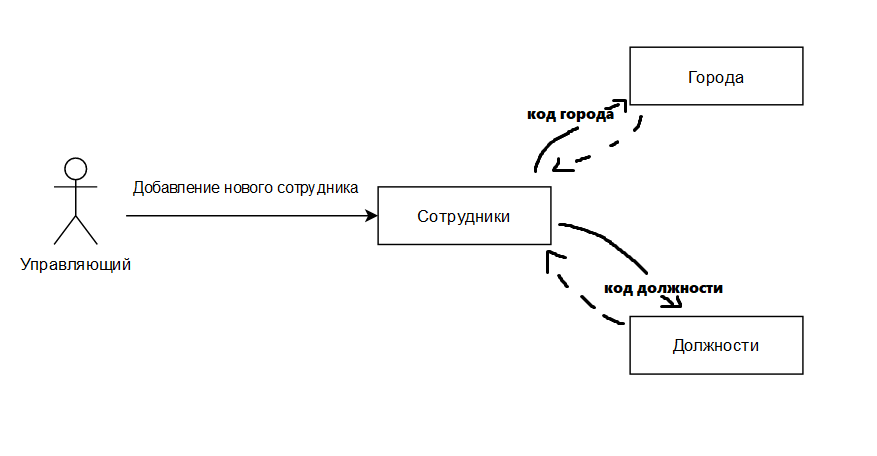 Города
код города
Добавление нового сотрудника
Сотрудники
Управляющий
код должности
Должности